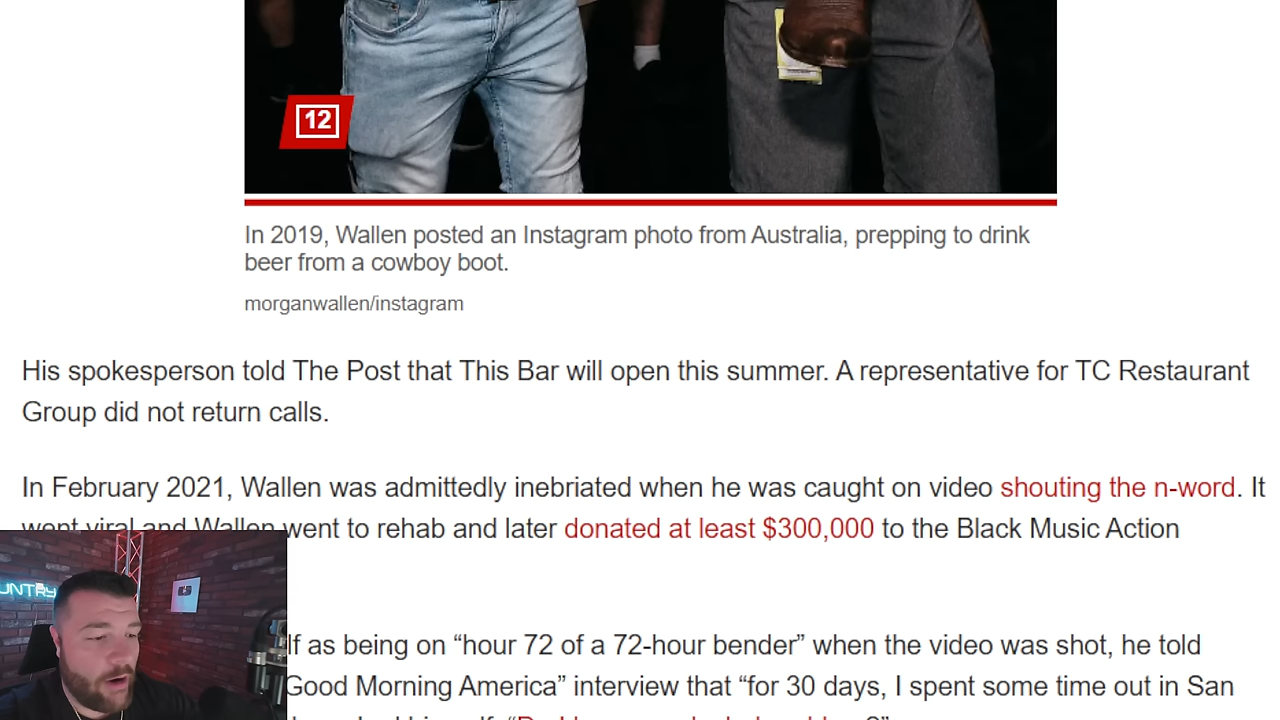 12
In 2019, Wallen posted an Instagram photo from Australia, prepping to drink
beer from a cowboy boot.
morganwallen/instagram
His spokesperson told The Post that This Bar will open this summer. A representative for TC Restaurant
Group did not return calls.
In February 2021, Wallen was admittedly inebriated when he was caught on video shouting the n-word. It
went viral and Wallen went to rehab and later donated at least $300,000 to the Black Music Action
UNTRY
lf as being on “hour 72 of a 72-hour bender” when the video was shot, he told
Good Morning America” interview that “for 30 days, I spent some time out in San